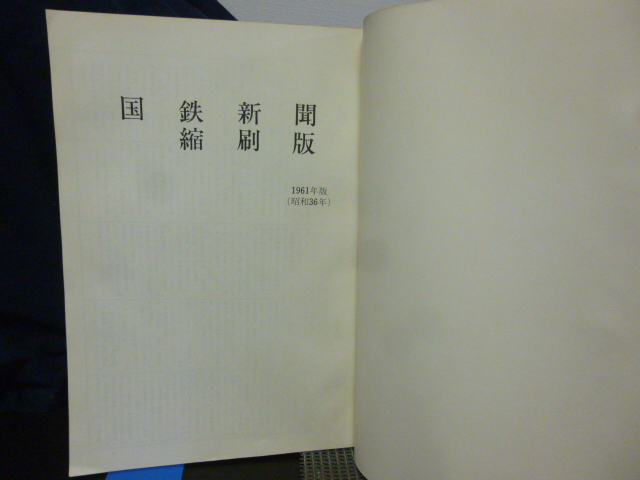 国鉄新聞
縮刷版
1961年版
(昭和36年)